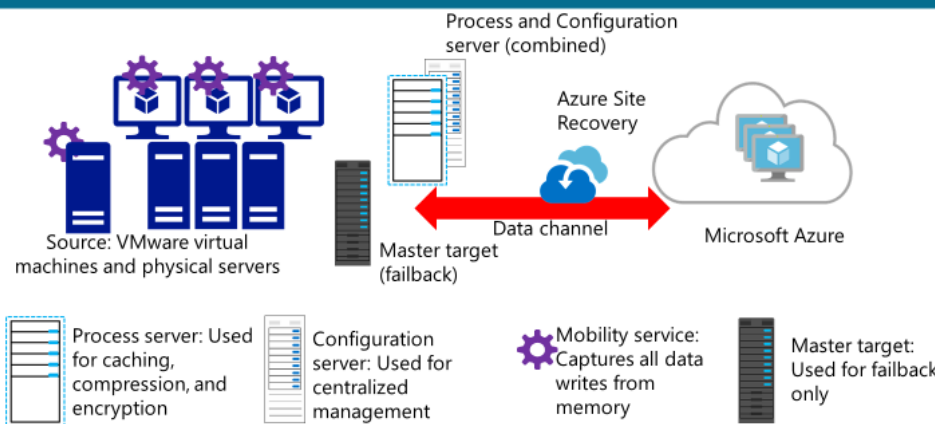 Process and Configuration
server (combined)
Azure Site
Recovery
Data channel
Microsoft Azure
Source: VMware virtual
machines and physical servers
Master target
(failback)
Process server: Used
for caching,
compression, and
encryption
Configuration
server: Used for
centralized
management
Mobility service:
Captures all data
writes from
memory
Master target:
Used for failback
only